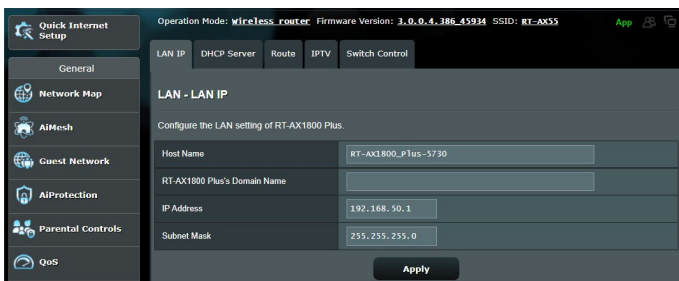 Quick Internet
Setup
Operation Mode: Wireless router Firmware Version: 3.0.0.4.386_45934 SSID: RT-AX55
App
General
LAN IP DHCP Server Route IPTV Switch Control
Network Map
LAN - LAN IP
AiMesh
Configure the LAN setting of RT-AX1800 Plus.
Host Name RT-AX1800_Plus-5730
Guest Network
RT-AX1800 Plus's Domain Name
AiProtection
IP Address 192.168.50.1
Parental Controls
Subnet Mask 255.255.255.0
QoS
Apply